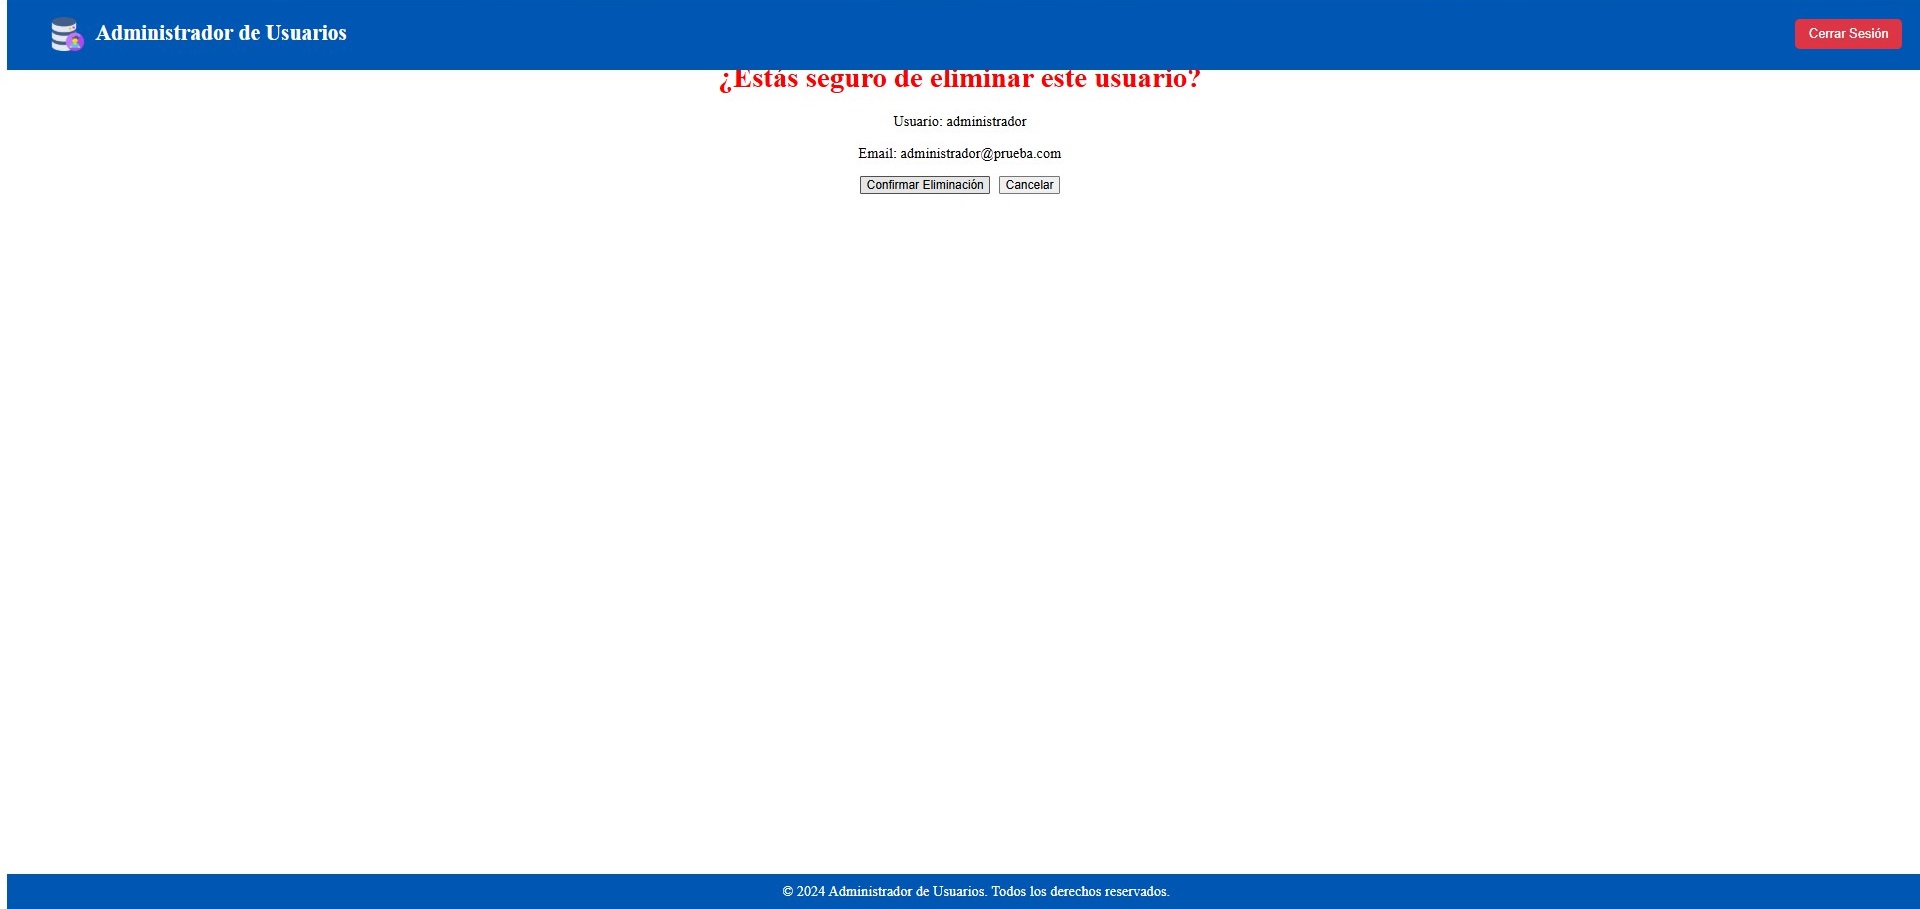 Administrador de Usuarios
Cerrar Sesión
¿Estás seguro de eliminar este usuario?
Usuario: administrador
Email: administrador@prueba.com
Confirmar Eliminación Cancelar
© 2024 Administrador de Usuarios. Todos los derechos reservados.